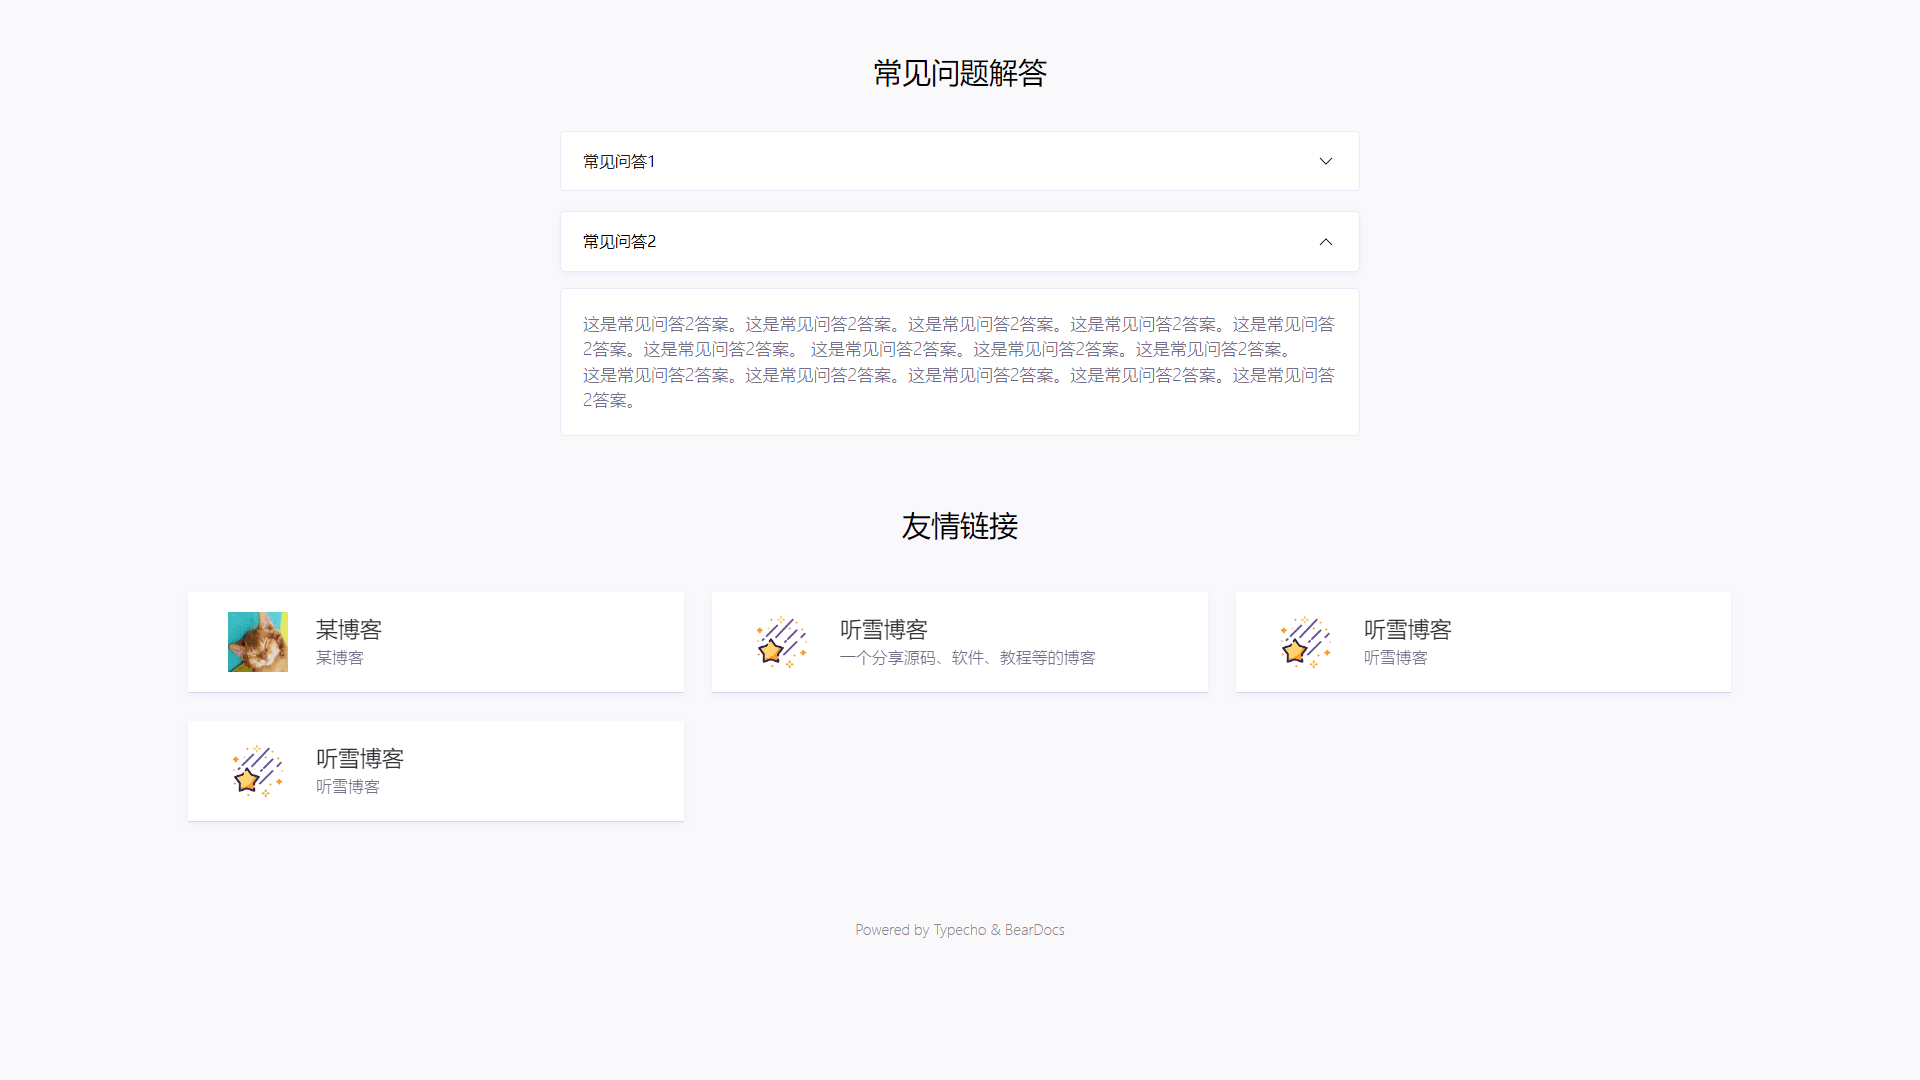 常见问题解答
常见问答1
常见问答2
这是常见问答2答案。这是常见问答2答案。这是常见问答2答案。这是常见问答2答案。这是常见问答
2答案。这是常见问答2答案。 这是常见问答2答案。这是常见问答2答案。这是常见问答2答案。
这是常见问答2答案。这是常见问答2答案。这是常见问答2答案。这是常见问答2答案。这是常见问答
2答案。
友情链接
某博客
某博客
听雪博客
一个分享源码、软件、教程等的博客
听雪博客
听雪博客
听雪博客
听雪博客
Powered by Typecho & BearDocs